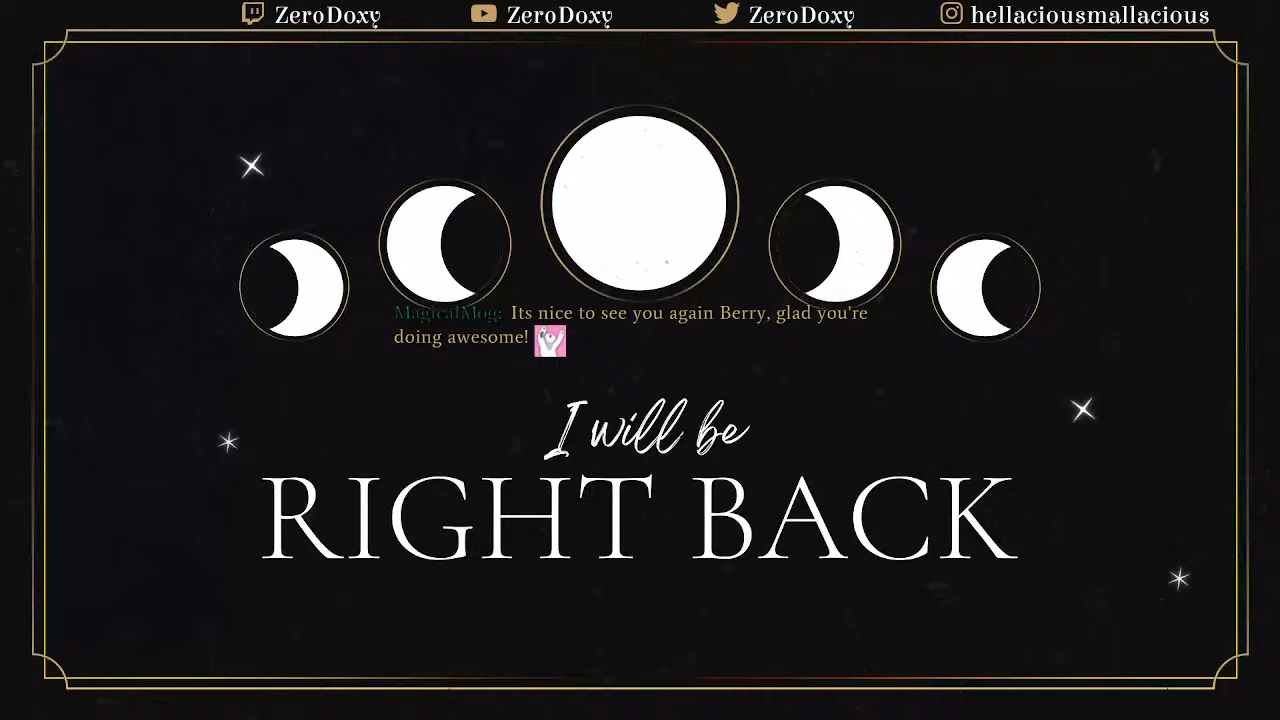 ZeroDoxy ZeroDoxy ZeroDoxy hellaciousmallacious
MagicalMog: Its nice to see you again Berry, glad you're
doing awesome!
I will be
RIGHT BACK